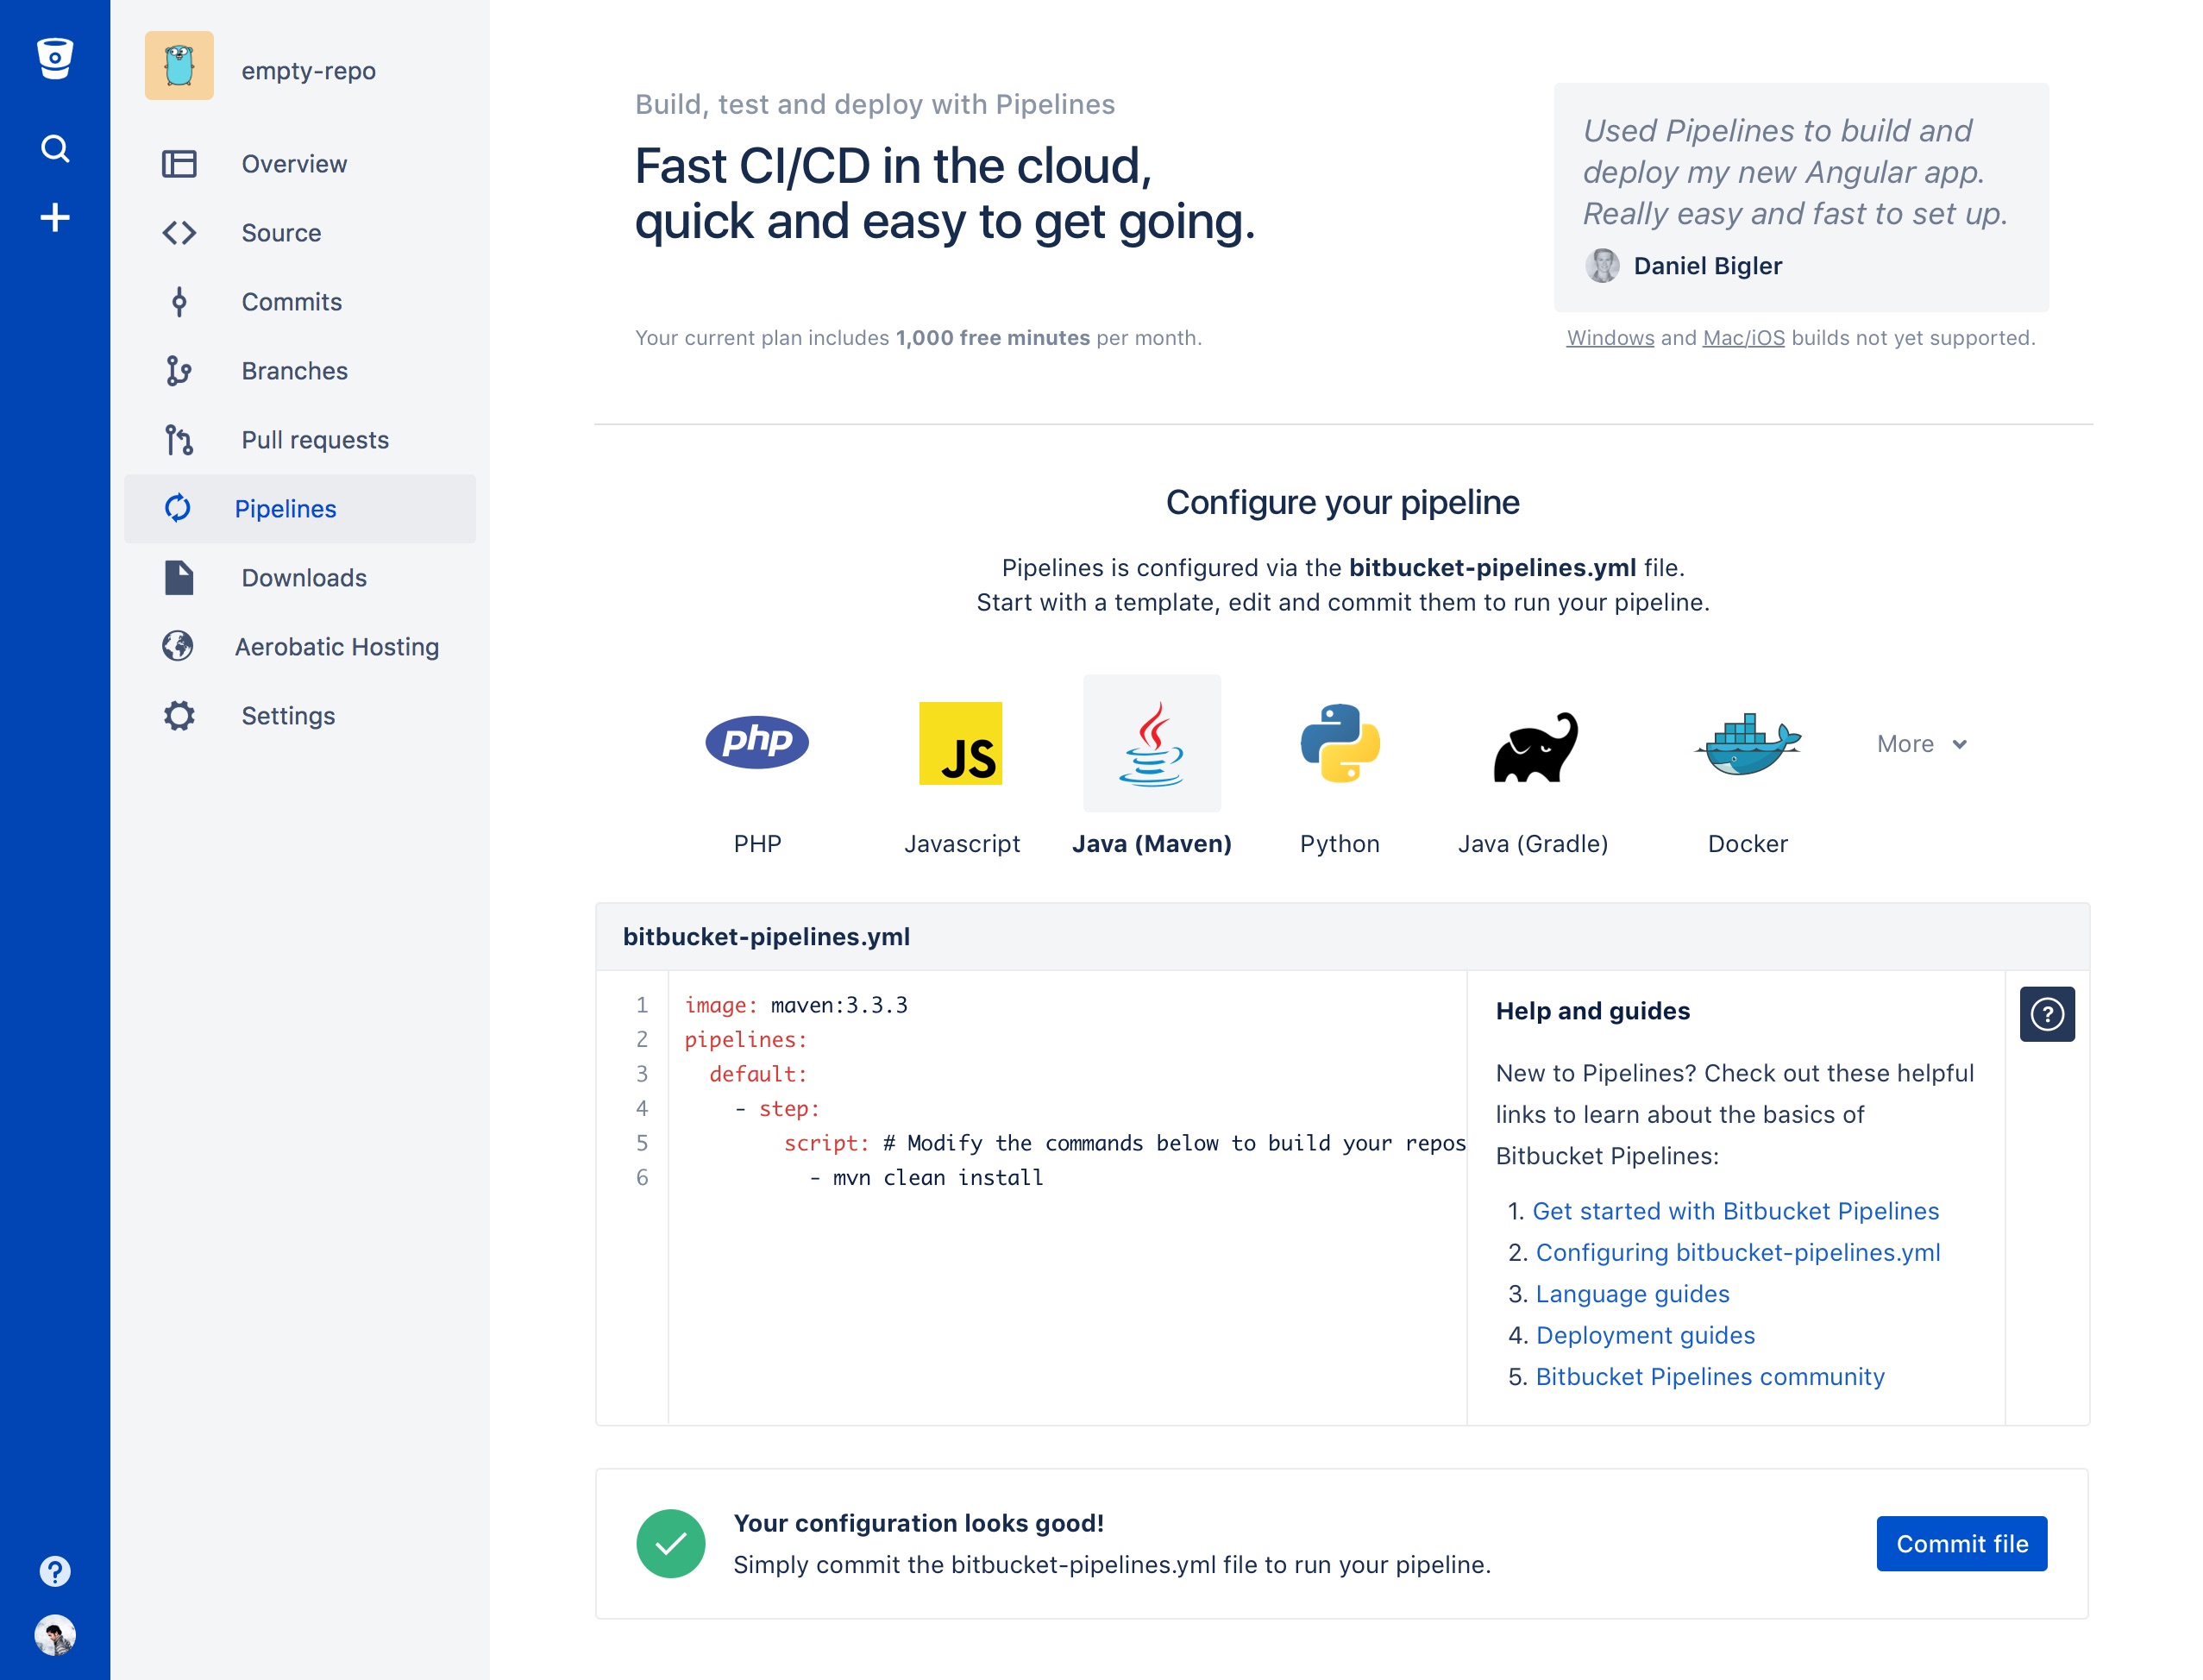 empty-repo
Overview
Source
Commits
Branches
Pull requests
Pipelines
Downloads
Aerobatic Hosting
Settings
Build, test and deploy with Pipelines
Fast CI/CD in the cloud,
quick and easy to get going.
Your current plan includes 1,000 free minutes per month.
Used Pipelines to build and
deploy my new Angular app.
Really easy and fast to set up.
Daniel Bigler
Windows and Mac/iOS builds not yet supported.
Configure your pipeline
Pipelines is configured via the bitbucket-pipelines.yml file.
Start with a template, edit and commit them to run your pipeline.
php
JS
More
PHP
Javascript
Java (Maven)
Python
Java (Gradle)
Docker
bitbucket-pipelines.yml
1 image: maven:3.3.3
2 pipelines:
3 default:
4 - step:
5 script: # Modify the commands below to build your repos
6 - mvn clean install
Help and guides
?
New to Pipelines? Check out these helpful
links to learn about the basics of
Bitbucket Pipelines:
1. Get started with Bitbucket Pipelines
2. Configuring bitbucket-pipelines.yml
3. Language guides
4. Deployment guides
5. Bitbucket Pipelines community
Your configuration looks good!
Simply commit the bitbucket-pipelines.yml file to run your pipeline.
Commit file
?